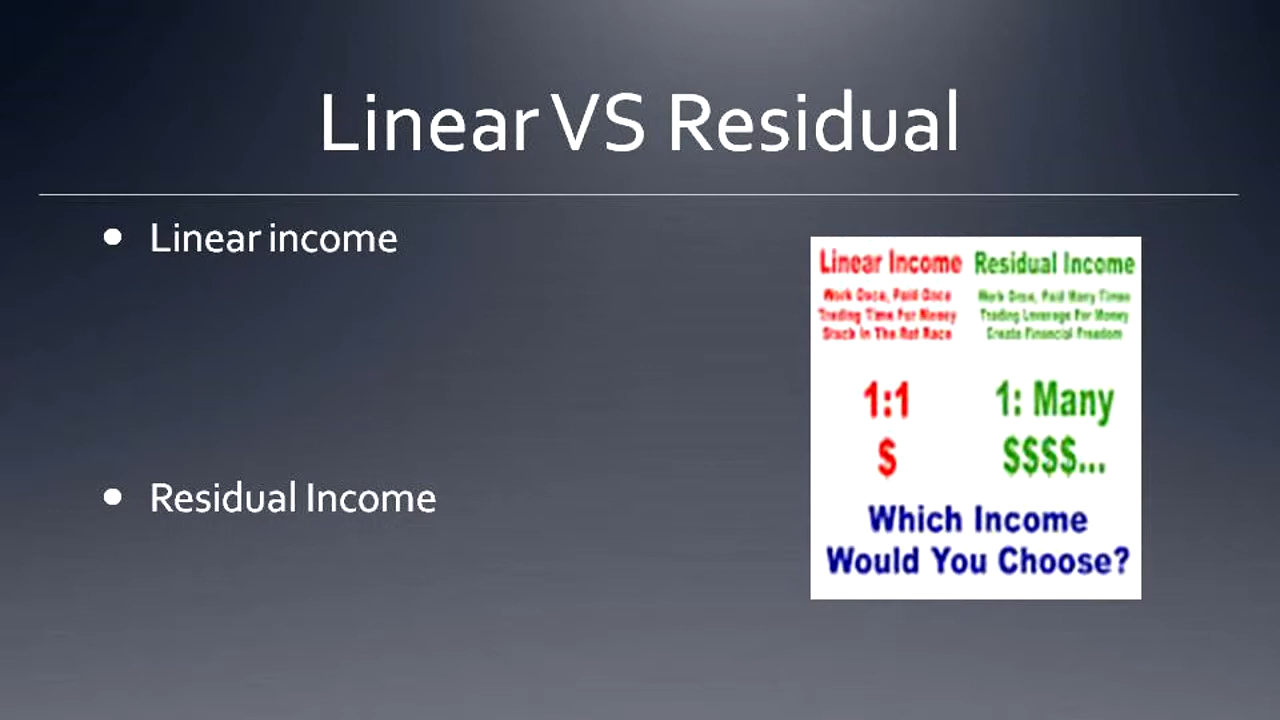 Linear VS Residual
Linear income
Residual Income
Linear Income
Work Once, Paid Once
Trading Time For Money
Stuck In The Rat Race
1:1
$
Residual Income
Work Once, Paid Many Times
Trading Leverage For Money
Create Financial Freedom
1: Many
$$$$...
Which Income
Would You Choose?